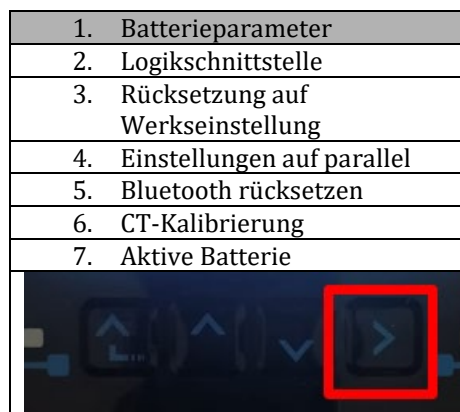 1. Batterieparameter
2. Logikschnittstelle
3. Rücksetzung auf
Werkseinstellung
4. Einstellungen auf parallel
5. Bluetooth rücksetzen
6. CT-Kalibrierung
7. Aktive Batterie